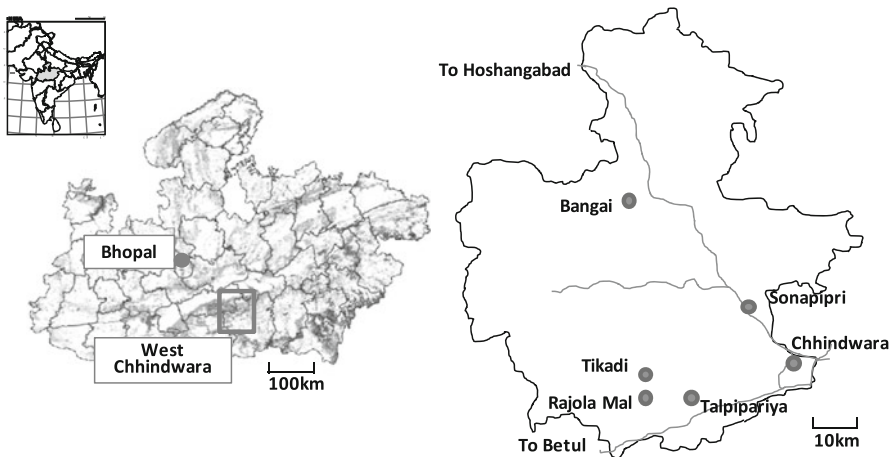 Bhopal
West
Chhindwara
100km
To Hoshangabad
Bangai
Sonapipri
Chhindwara
Tikadi
Rajola Mal
Talpipariya
To Betul
10km